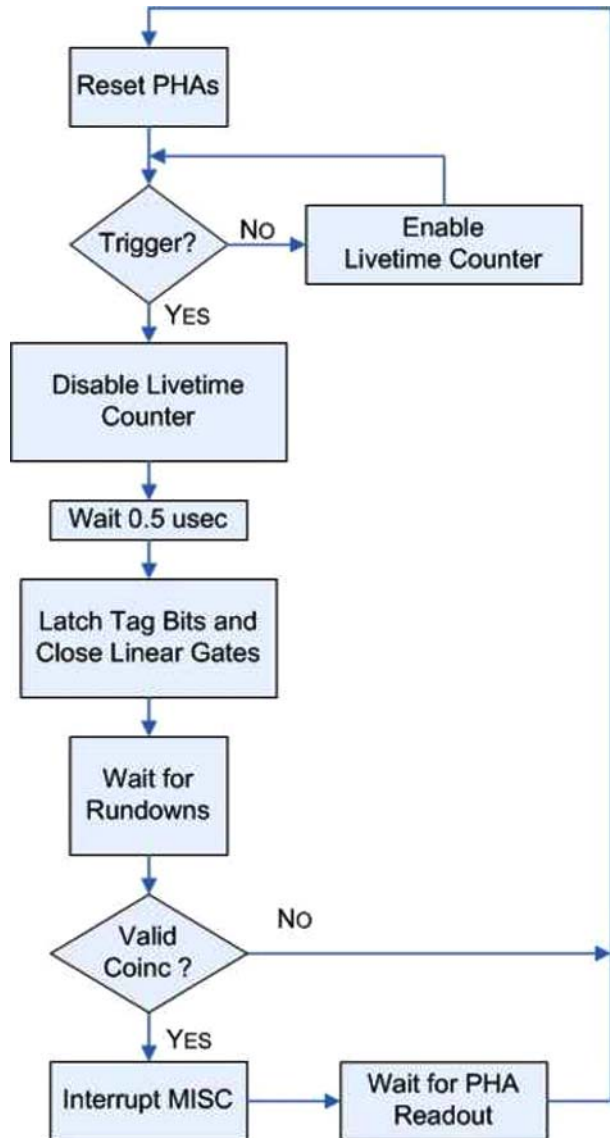 Reset PHAs
Trigger?
NO
Enable
Livetime Counter
YES
Disable Livetime
Counter
Wait 0.5 usec
Latch Tag Bits and
Close Linear Gates
Wait for
Rundowns
Valid
Coinc ?
NO
YES
Interrupt MISC
Wait for PHA
Readout